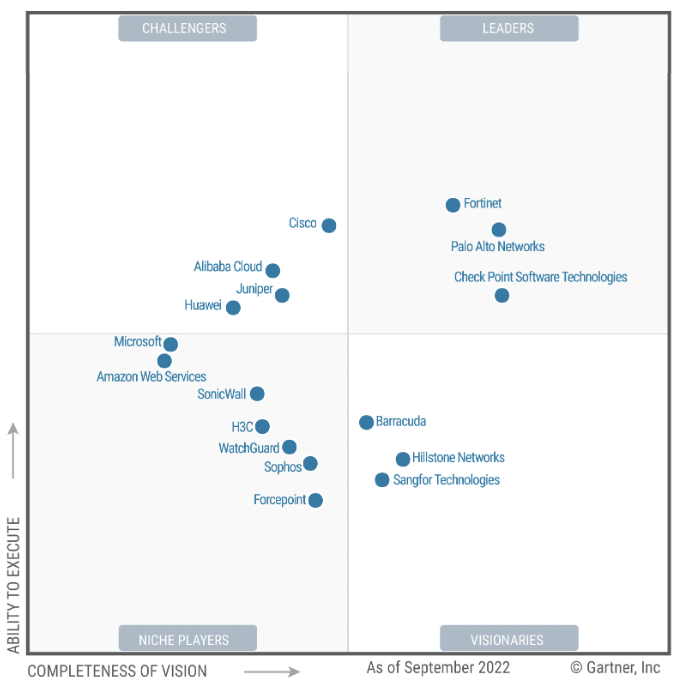 CHALLENGERS
LEADERS
Fortinet
Cisco
Palo Alto Networks
Alibaba Cloud
Check Point Software Technologies
Juniper
Huawei
Microsoft
Amazon Web Services
SonicWall
Barracuda
H3C
WatchGuard
Hillstone Networks
Sophos
Sangfor Technologies
Forcepoint
ABILITY TO EXECUTE
NICHE PLAYERS
VISIONARIES
COMPLETENESS OF VISION
As of September 2022
© Gartner, Inc